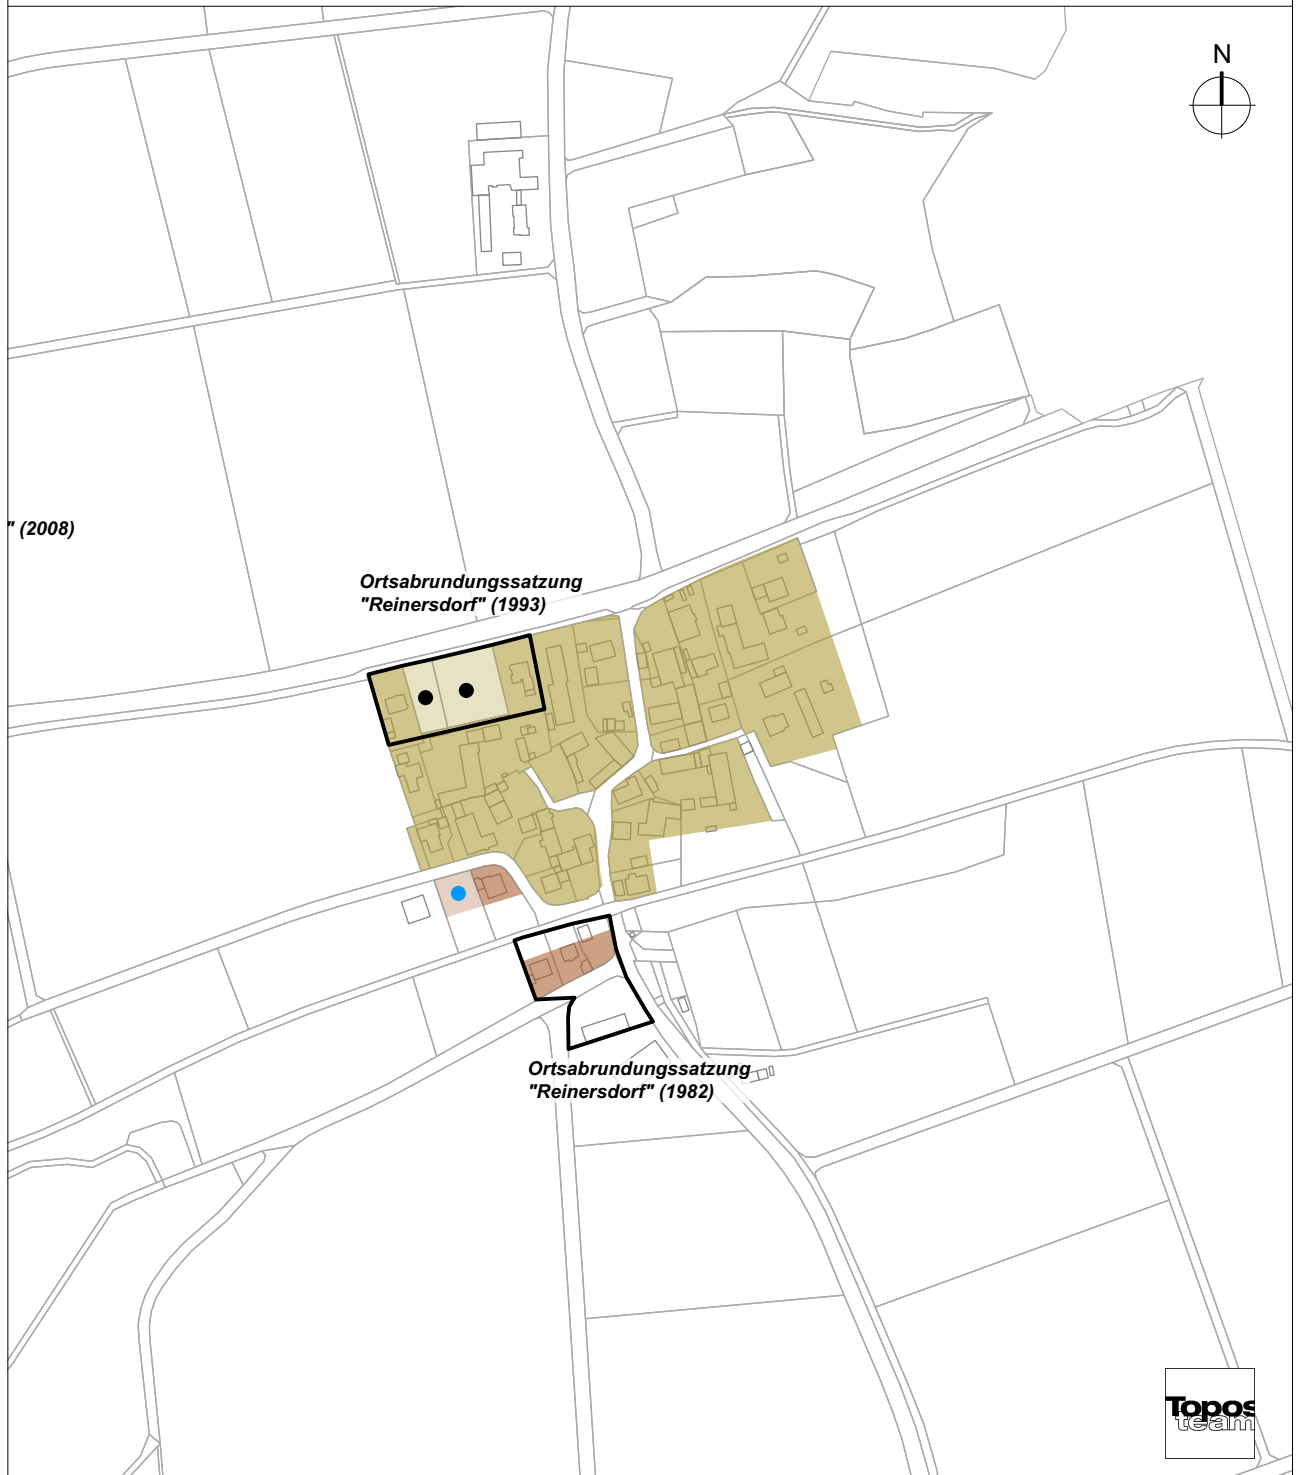 N
" (2008)
Ortsabrundungssatzung
"Reinersdorf" (1993)
Ortsabrundungssatzung
"Reinersdorf" (1982)
Topos
team